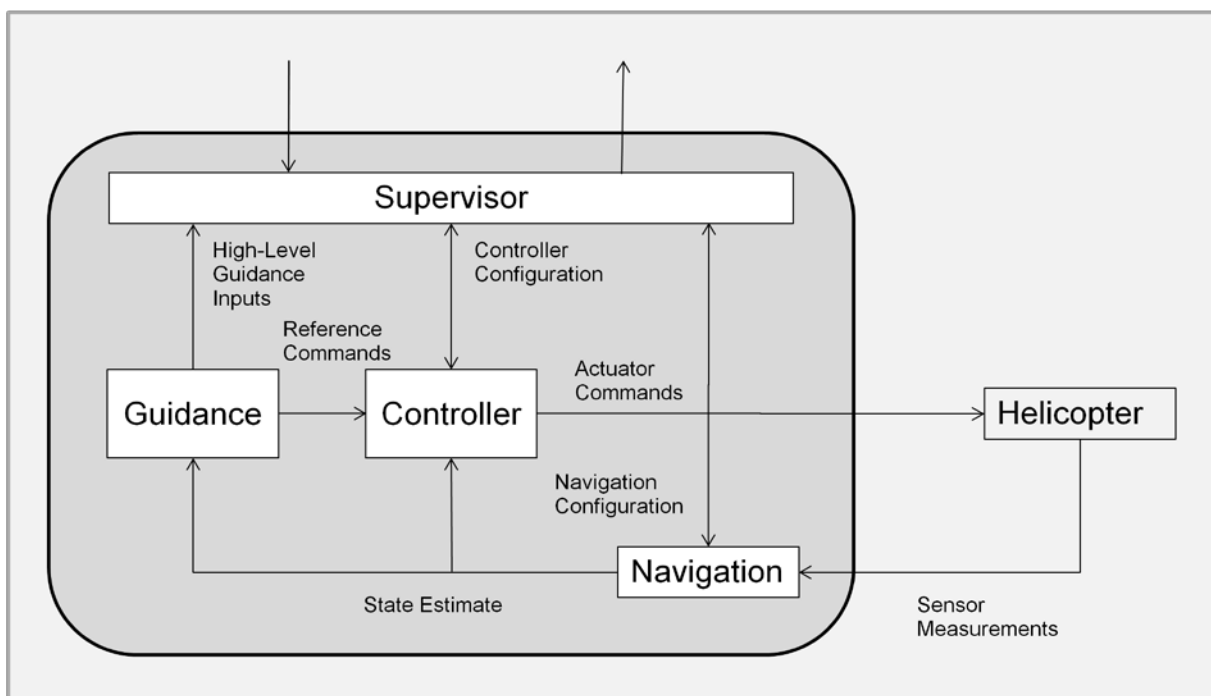 Supervisor
High-Level
Guidance
Inputs
Controller
Configuration
Reference
Commands
Actuator
Commands
Guidance
Controller
Helicopter
Navigation
Configuration
Navigation
State Estimate
Sensor
Measurements